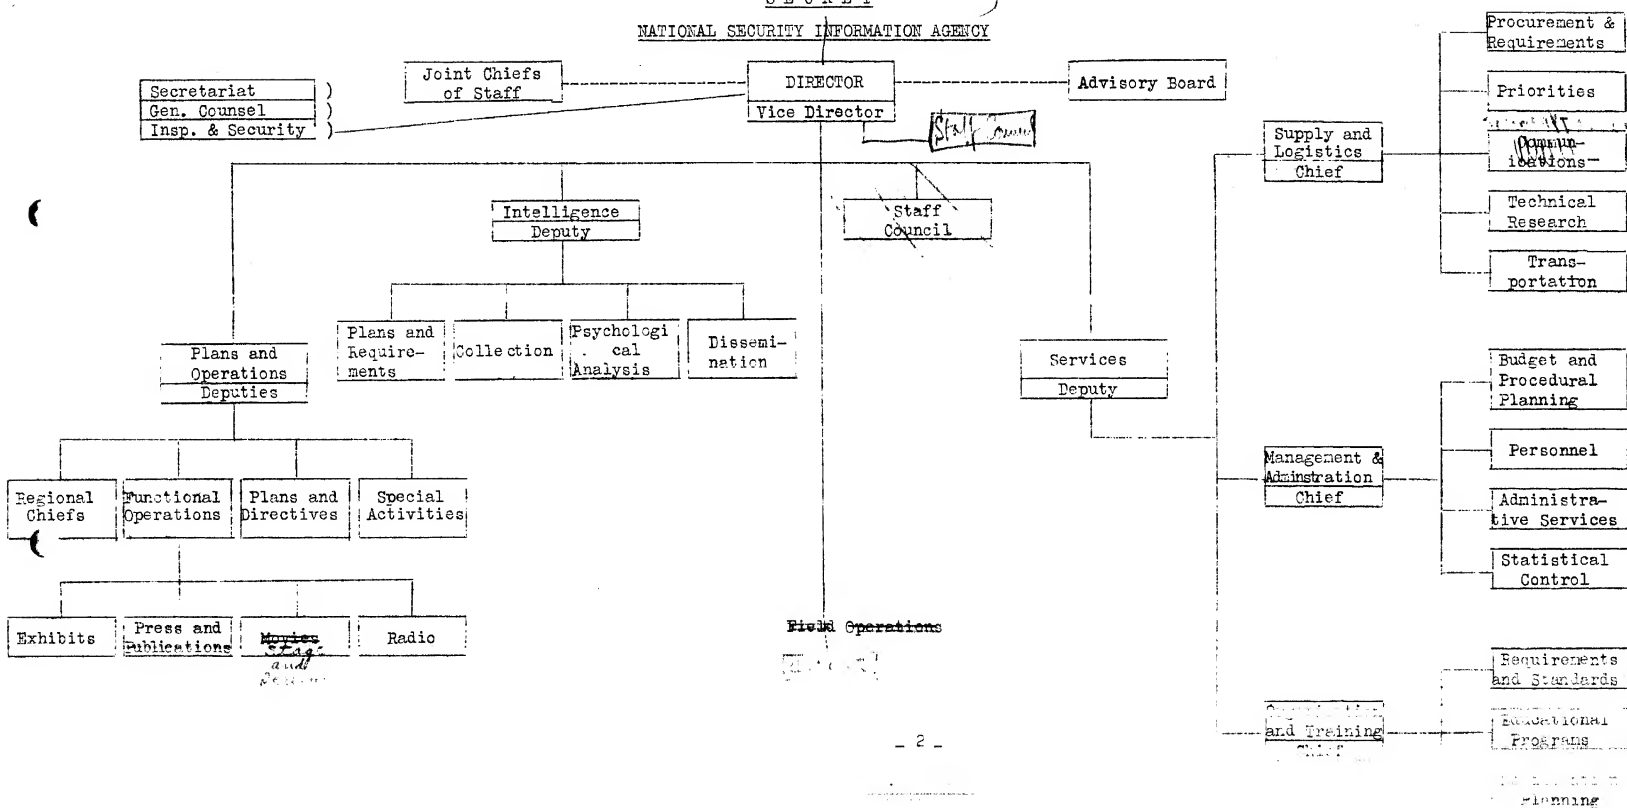 SECRET
NATIONAL SECURITY INFORMATION AGENCY
Joint Chiefs
of Staff
DIRECTOR
Vice Director
Advisory Board
Secretariat )
Gen. Counsel )
Insp. & Security )
Staff Council
Intelligence
Deputy
Staff
Council
Plans and
Require-
ments
Collection
Psychologi
cal
Analysis
Dissemi-
nation
Plans and
Operations
Deputies
Services
Deputy
Regional
Chiefs
Functional
Operations
Plans and
Directives
Special
Activities
Exhibits
Press and
Publications
Movies
Stage
and
Radio
Field Operations
Supply and
Logistics
Chief
Procurement &
Requirements
Priorities
Commun-
ications
Technical
Research
Trans-
portation
Management &
Adminstration
Chief
Budget and
Procedural
Planning
Personnel
Administra-
tive Services
Statistical
Control
and Training
Chief
Requirements
and Standards
Educational
Programs
Planning
- 2 -